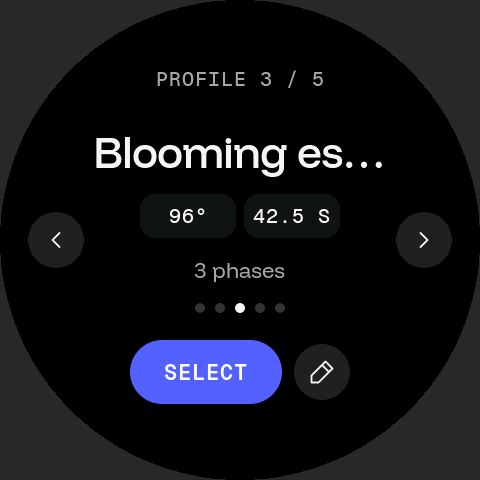 PROFILE 3 / 5
Blooming es...
96° 42.5 S
3 phases
SELECT